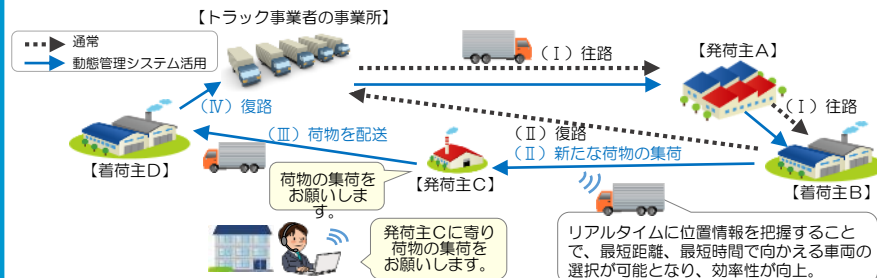 【トラック事業者の事業所】
通常
動態管理システム活用
（Ⅰ）往路
【発荷主A】
（Ⅳ）復路
（Ⅰ）往路
（Ⅲ）荷物を配送
（Ⅱ）復路
（Ⅱ）新たな荷物の集荷
【着荷主D】
【発荷主C】
【着荷主B】
荷物の集荷を
お願いしま
す。
発荷主Cに寄り
荷物の集荷を
お願いします。
リアルタイムに位置情報を把握すること
で、最短距離、最短時間で向かえる車両の
選択が可能となり、効率性が向上。